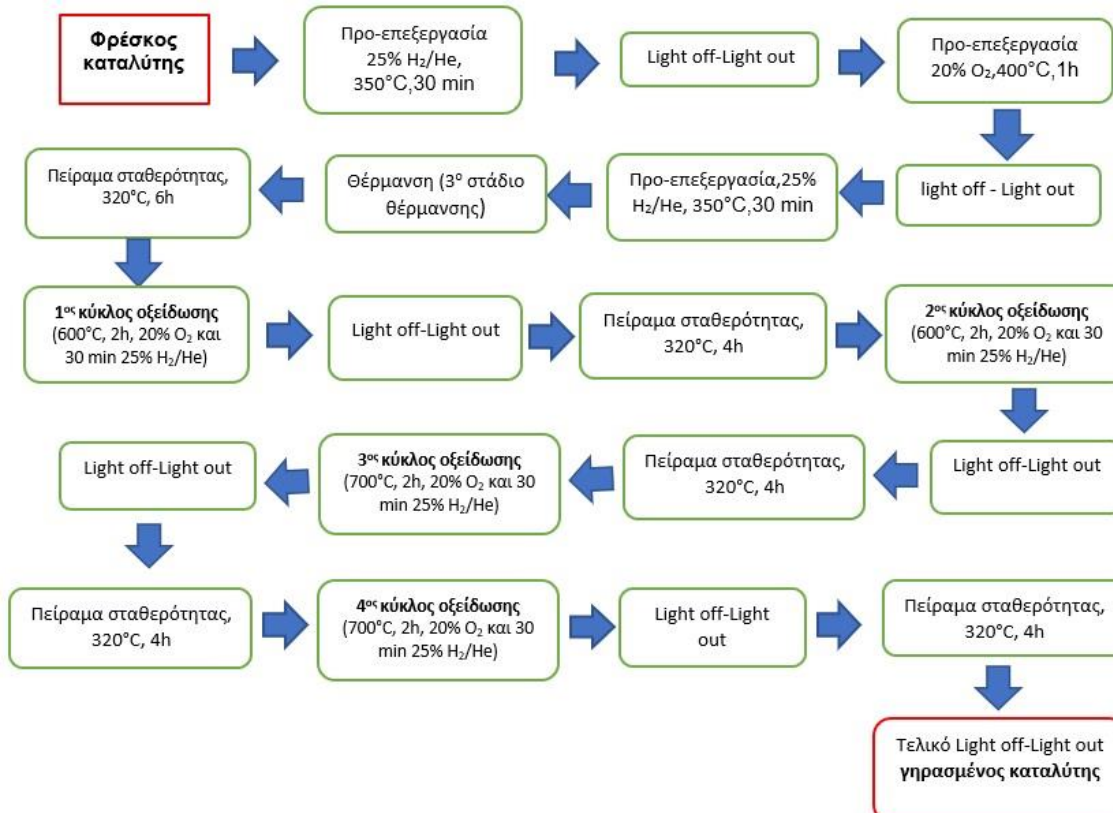 Φρέσκος
καταλύτης
Προ-επεξεργασία
25% H₂/He,
350°C,30 min
Light off-Light out
Προ-επεξεργασία
20% O₂,400°C,1h
light off - Light out
Προ-επεξεργασία,25%
H₂/He, 350°C,30 min
Θέρμανση (3ο στάδιο
θέρμανσης)
Πείραμα σταθερότητας,
320°C, 6h
1ος κύκλος οξείδωσης
(600°C, 2h, 20% O₂ και
30 min 25% H₂/He)
Light off-Light out
Πείραμα σταθερότητας,
320°C, 4h
2ος κύκλος οξείδωσης
(600°C, 2h, 20% O₂ και 30
min 25% H₂/He)
Light off-Light out
Πείραμα σταθερότητας,
320°C, 4h
3ος κύκλος οξείδωσης
(700°C, 2h, 20% O₂ και 30
min 25% H₂/He)
Light off-Light out
Πείραμα σταθερότητας,
320°C, 4h
4ος κύκλος οξείδωσης
(700°C, 2h, 20% O₂ και 30
min 25% H₂/He)
Light off-Light
out
Πείραμα σταθερότητας,
320°C, 4h
Τελικό Light off-Light out
γηρασμένος καταλύτης